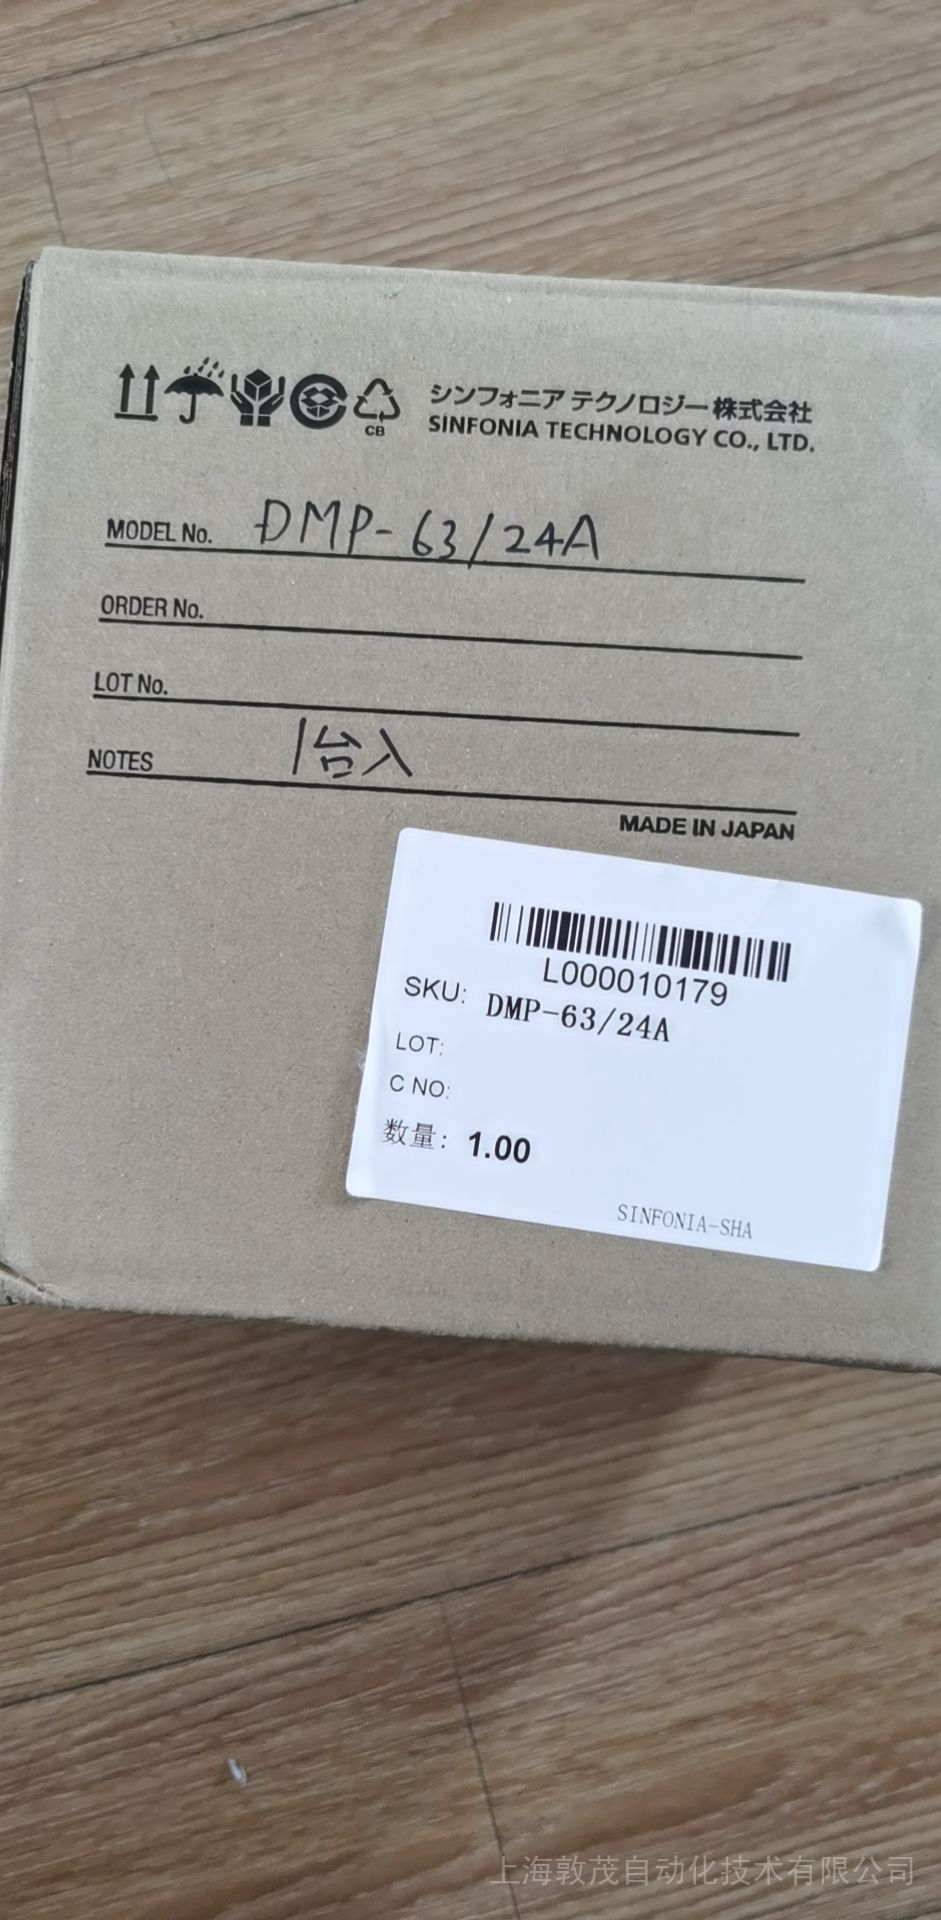 CB
シンフォニア テクノロジー株式会社
SINFONIA TECHNOLOGY CO., LTD.
MODEL No. DMP-63/24A
ORDER No.
LOT No.
NOTES 1台入
MADE IN JAPAN
L000010179
SKU: DMP-63/24A
LOT:
C NO:
数量: 1.00
SINFONIA-SHA
上海敦茂自动化技术有限公司